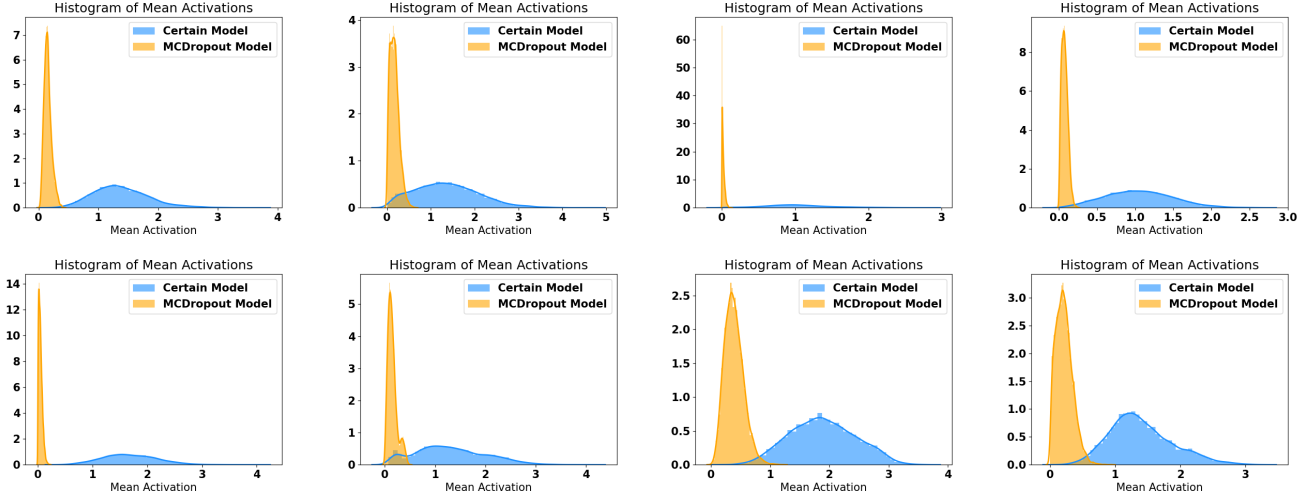 Histogram of Mean Activations
Certain Model
MCDropout Model
7
6
5
4
3
2
1
0
0 1 2 3 4
Mean Activation
Histogram of Mean Activations
Certain Model
MCDropout Model
4
3
2
1
0
0 1 2 3 4 5
Mean Activation
Histogram of Mean Activations
Certain Model
MCDropout Model
60
50
40
30
20
10
0
0 1 2 3
Mean Activation
Histogram of Mean Activations
Certain Model
MCDropout Model
8
6
4
2
0
0.0 0.5 1.0 1.5 2.0 2.5 3.0
Mean Activation
Histogram of Mean Activations
Certain Model
MCDropout Model
14
12
10
8
6
4
2
0
0 1 2 3 4
Mean Activation
Histogram of Mean Activations
Certain Model
MCDropout Model
5
4
3
2
1
0
0 1 2 3 4
Mean Activation
Histogram of Mean Activations
Certain Model
MCDropout Model
2.5
2.0
1.5
1.0
0.5
0.0
0 1 2 3 4
Mean Activation
Histogram of Mean Activations
Certain Model
MCDropout Model
3.0
2.5
2.0
1.5
1.0
0.5
0.0
0 1 2 3
Mean Activation